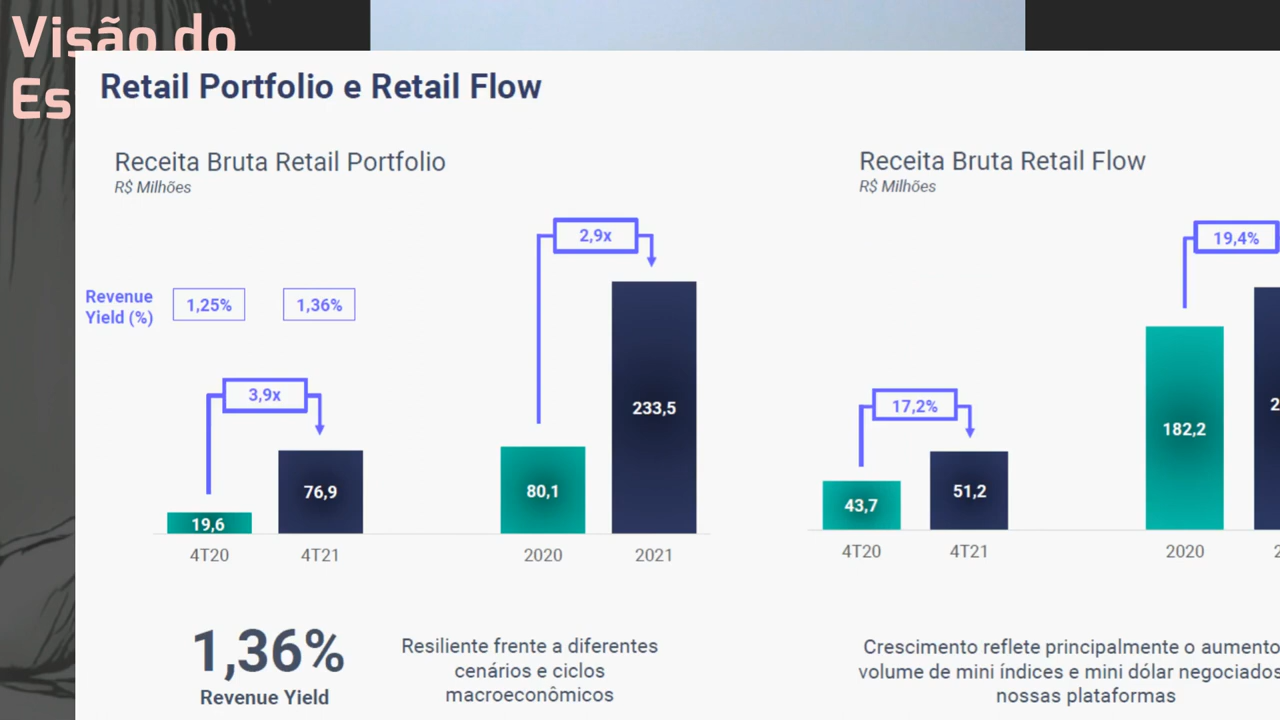 Visão do
Es
Retail Portfolio e Retail Flow
Receita Bruta Retail Portfolio
R$ Milhões
2,9x
Revenue
Yield (%)
1,25%
1,36%
3,9x
233,5
76,9
80,1
19,6
4T20
4T21
2020
2021
1,36%
Revenue Yield
Resiliente frente a diferentes
cenários e ciclos
macroeconômicos
Receita Bruta Retail Flow
R$ Milhões
19,4%
17,2%
182,2
2
43,7
51,2
4T20
4T21
2020
2
Crescimento reflete principalmente o aumento
volume de mini índices e mini dólar negociados
nossas plataformas